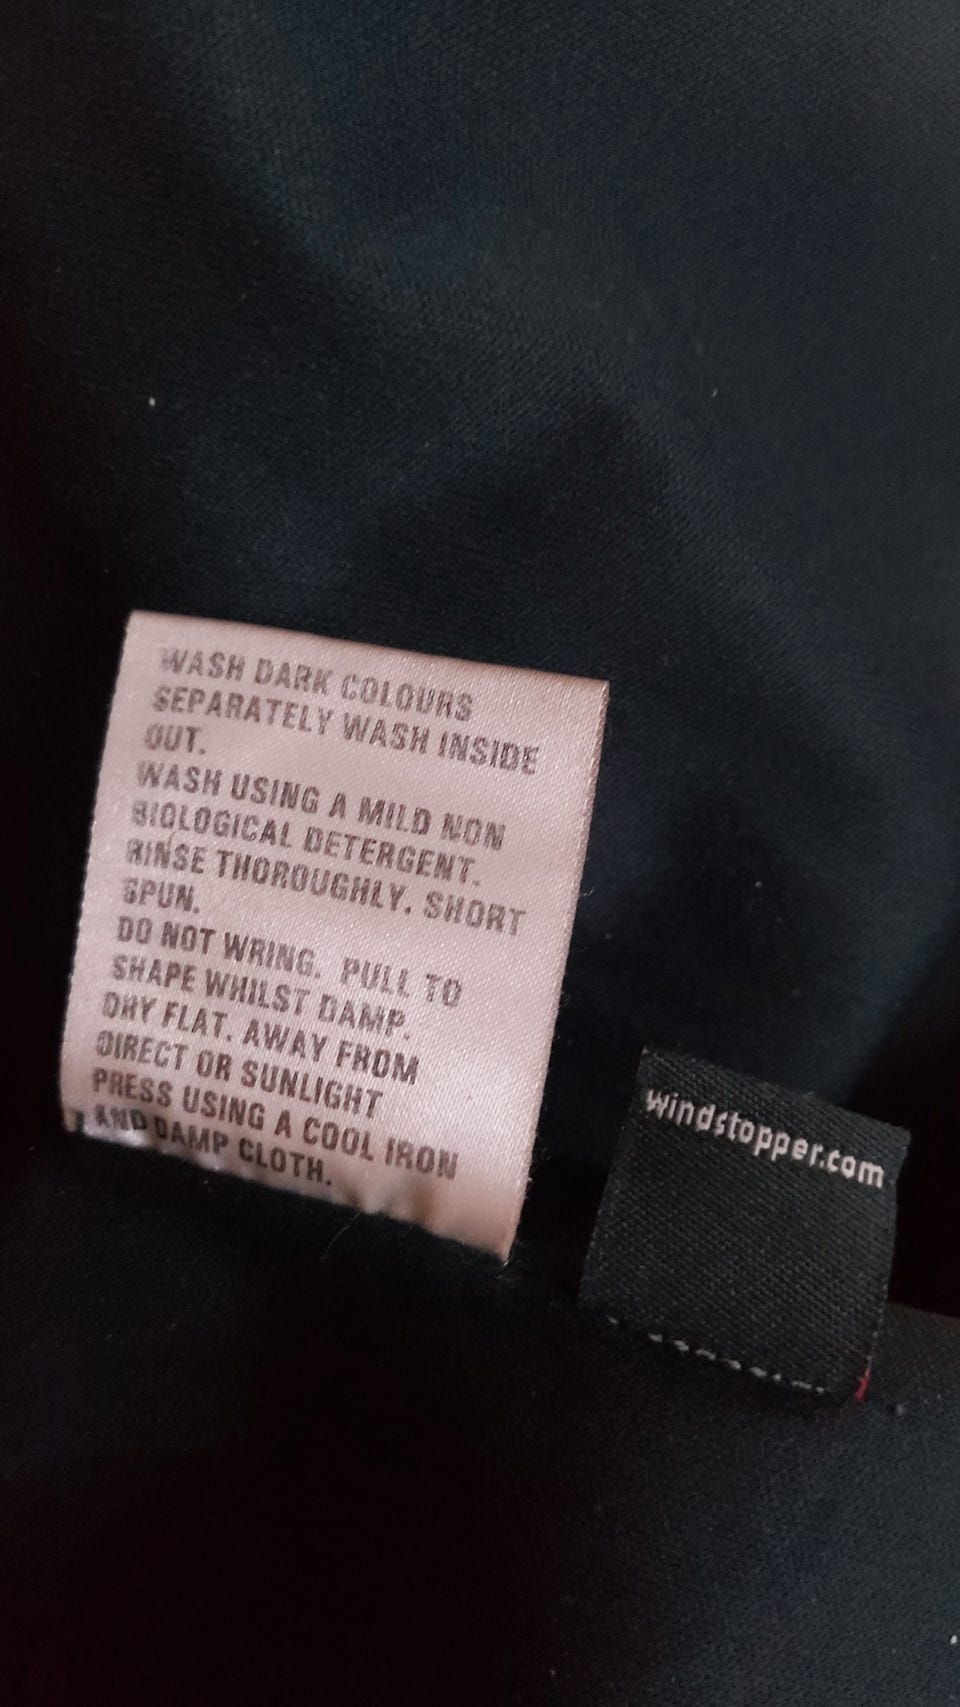 WASH DARK COLOURS
SEPARATELY WASH INSIDE
OUT.
WASH USING A MILD NON
BIOLOGICAL DETERGENT.
RINSE THOROUGHLY. SHORT
SPUN.
DO NOT WRING. PULL TO
SHAPE WHILST DAMP.
DRY FLAT. AWAY FROM
DIRECT OR SUNLIGHT
PRESS USING A COOL IRON
AND DAMP CLOTH.
windstopper.com